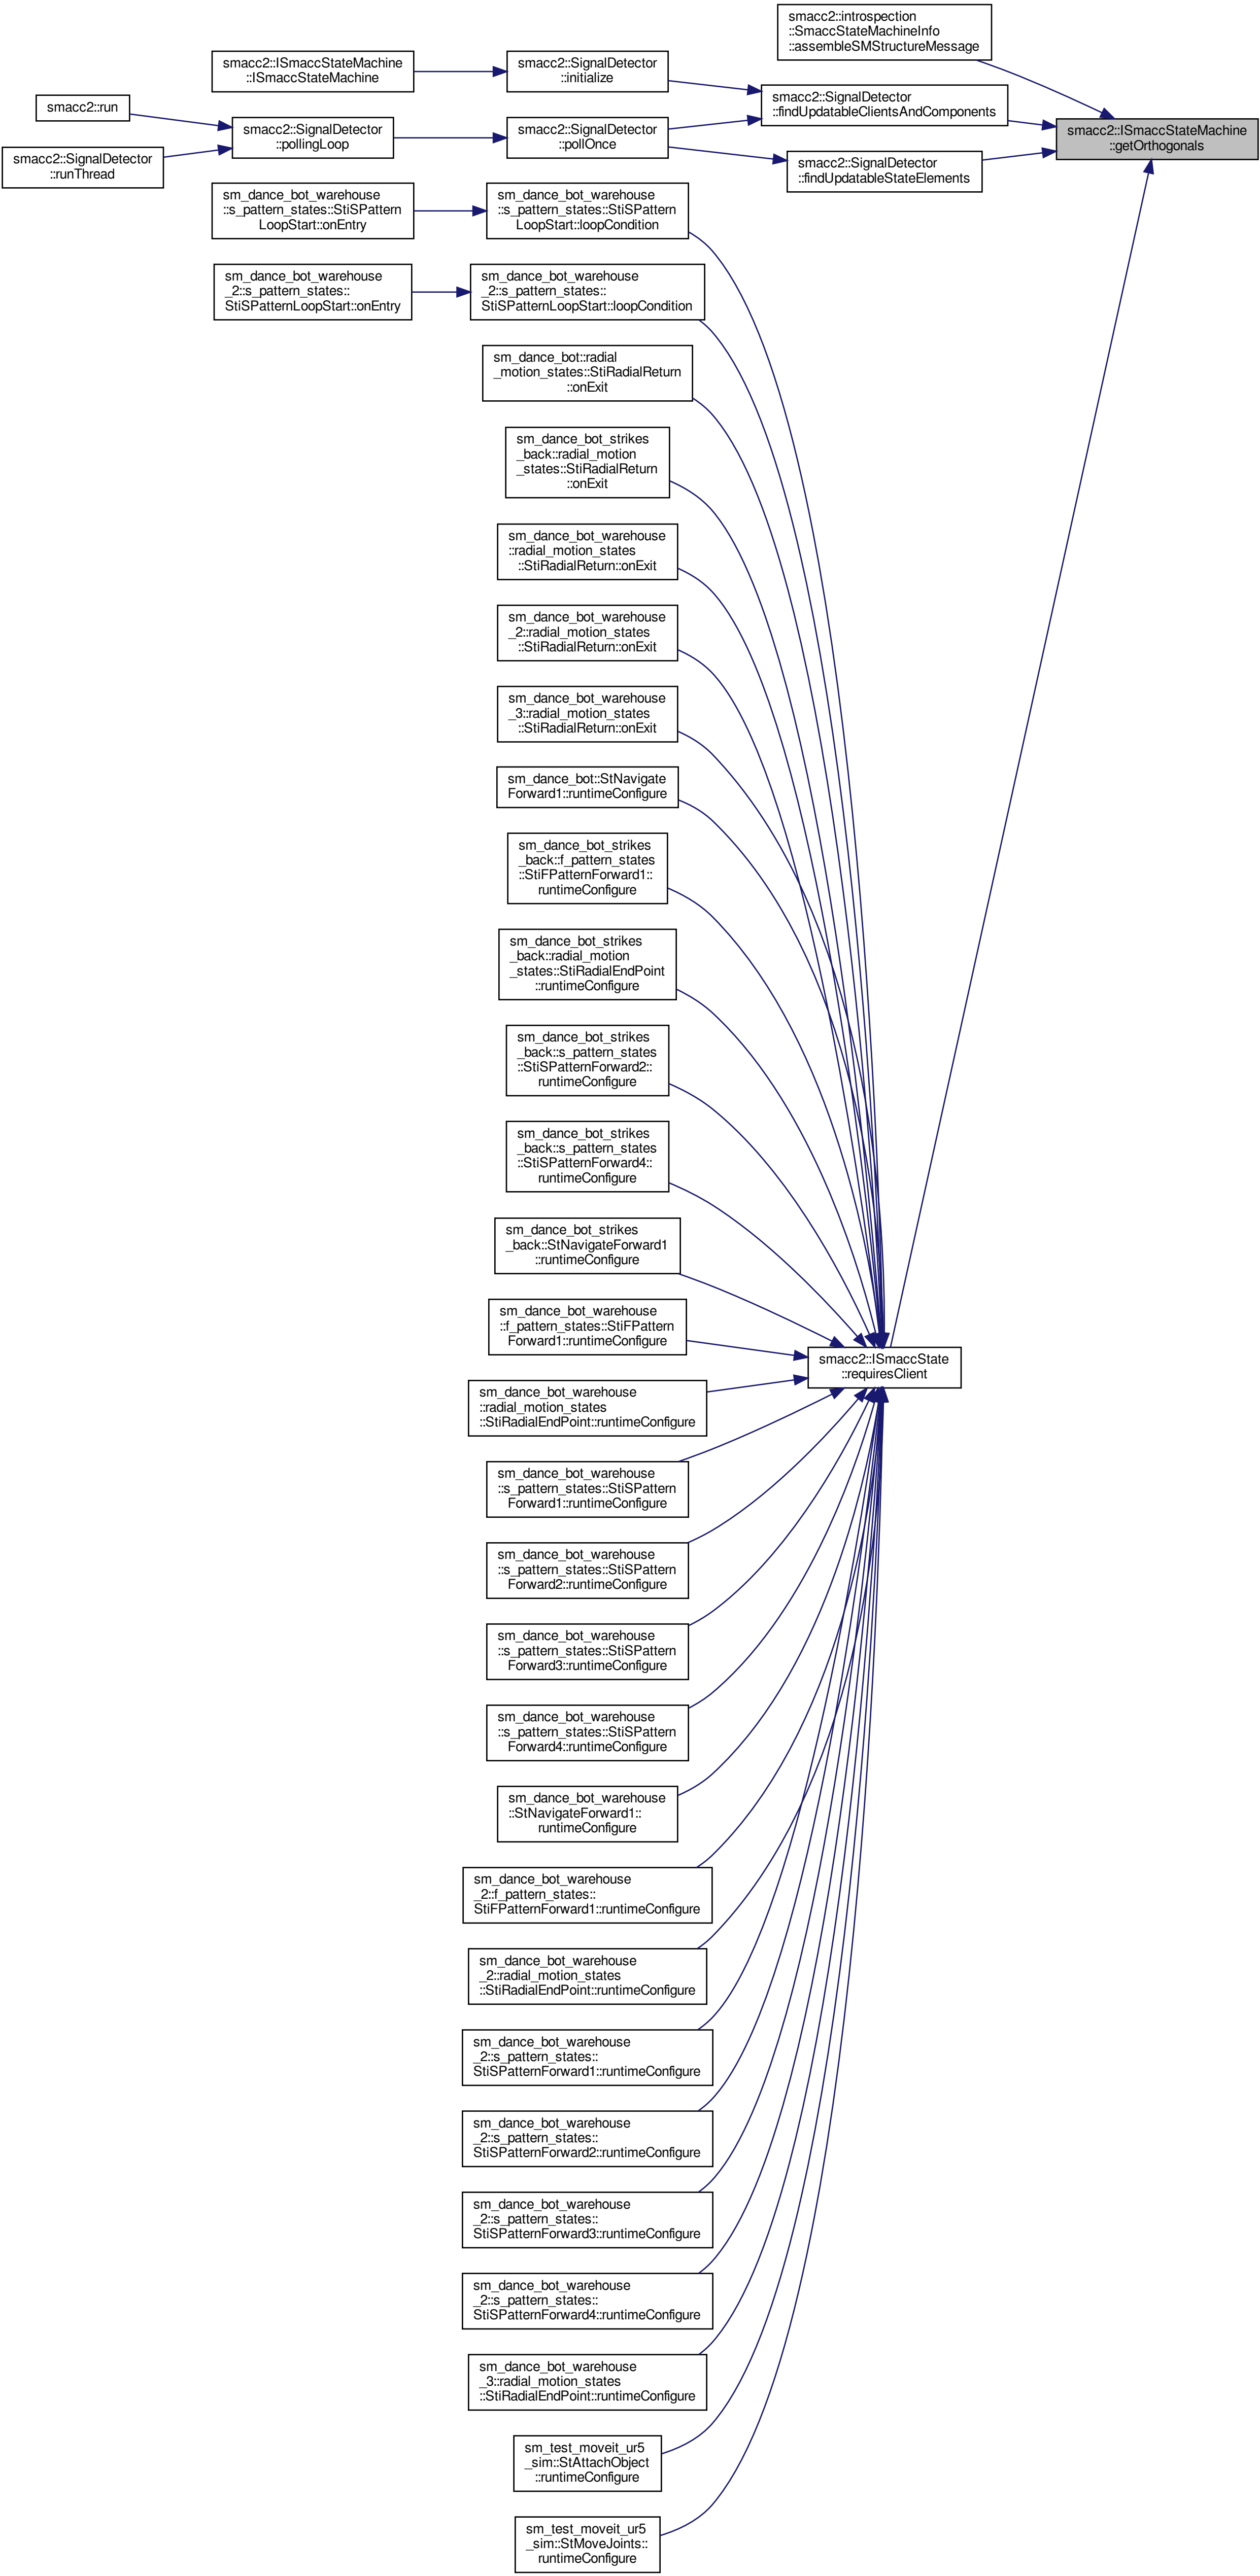 smacc2::introspection
::SmaccStateMachineInfo
::assembleSMStructureMessage
smacc2::ISmaccStateMachine
::ISmaccStateMachine
smacc2::SignalDetector
::initialize
smacc2::SignalDetector
::findUpdatableClientsAndComponents
smacc2::run
smacc2::SignalDetector
::pollingLoop
smacc2::SignalDetector
::pollOnce
smacc2::ISmaccStateMachine
::getOrthogonals
smacc2::SignalDetector
::runThread
smacc2::SignalDetector
::findUpdatableStateElements
sm_dance_bot_warehouse
::s_pattern_states::StiSPattern
LoopStart::onEntry
sm_dance_bot_warehouse
::s_pattern_states::StiSPattern
LoopStart::loopCondition
sm_dance_bot_warehouse
_2::s_pattern_states::
StiSPatternLoopStart::onEntry
sm_dance_bot_warehouse
_2::s_pattern_states::
StiSPatternLoopStart::loopCondition
sm_dance_bot::radial
_motion_states::StiRadialReturn
::onExit
sm_dance_bot_strikes
_back::radial_motion
_states::StiRadialReturn
::onExit
sm_dance_bot_warehouse
::radial_motion_states
::StiRadialReturn::onExit
sm_dance_bot_warehouse
_2::radial_motion_states
::StiRadialReturn::onExit
sm_dance_bot_warehouse
_3::radial_motion_states
::StiRadialReturn::onExit
sm_dance_bot::StNavigate
Forward1::runtimeConfigure
sm_dance_bot_strikes
_back::f_pattern_states
::StiFPatternForward1::
runtimeConfigure
sm_dance_bot_strikes
_back::radial_motion
_states::StiRadialEndPoint
::runtimeConfigure
sm_dance_bot_strikes
_back::s_pattern_states
::StiSPatternForward2::
runtimeConfigure
sm_dance_bot_strikes
_back::s_pattern_states
::StiSPatternForward4::
runtimeConfigure
sm_dance_bot_strikes
_back::StNavigateForward1
::runtimeConfigure
sm_dance_bot_warehouse
::f_pattern_states::StiFPattern
Forward1::runtimeConfigure
smacc2::ISmaccState
::requiresClient
sm_dance_bot_warehouse
::radial_motion_states
::StiRadialEndPoint::runtimeConfigure
sm_dance_bot_warehouse
::s_pattern_states::StiSPattern
Forward1::runtimeConfigure
sm_dance_bot_warehouse
::s_pattern_states::StiSPattern
Forward2::runtimeConfigure
sm_dance_bot_warehouse
::s_pattern_states::StiSPattern
Forward3::runtimeConfigure
sm_dance_bot_warehouse
::s_pattern_states::StiSPattern
Forward4::runtimeConfigure
sm_dance_bot_warehouse
::StNavigateForward1::
runtimeConfigure
sm_dance_bot_warehouse
_2::f_pattern_states::
StiFPatternForward1::runtimeConfigure
sm_dance_bot_warehouse
_2::radial_motion_states
::StiRadialEndPoint::runtimeConfigure
sm_dance_bot_warehouse
_2::s_pattern_states::
StiSPatternForward1::runtimeConfigure
sm_dance_bot_warehouse
_2::s_pattern_states::
StiSPatternForward2::runtimeConfigure
sm_dance_bot_warehouse
_2::s_pattern_states::
StiSPatternForward3::runtimeConfigure
sm_dance_bot_warehouse
_2::s_pattern_states::
StiSPatternForward4::runtimeConfigure
sm_dance_bot_warehouse
_3::radial_motion_states
::StiRadialEndPoint::runtimeConfigure
sm_test_moveit_ur5
_sim::StAttachObject
::runtimeConfigure
sm_test_moveit_ur5
_sim::StMoveJoints::
runtimeConfigure